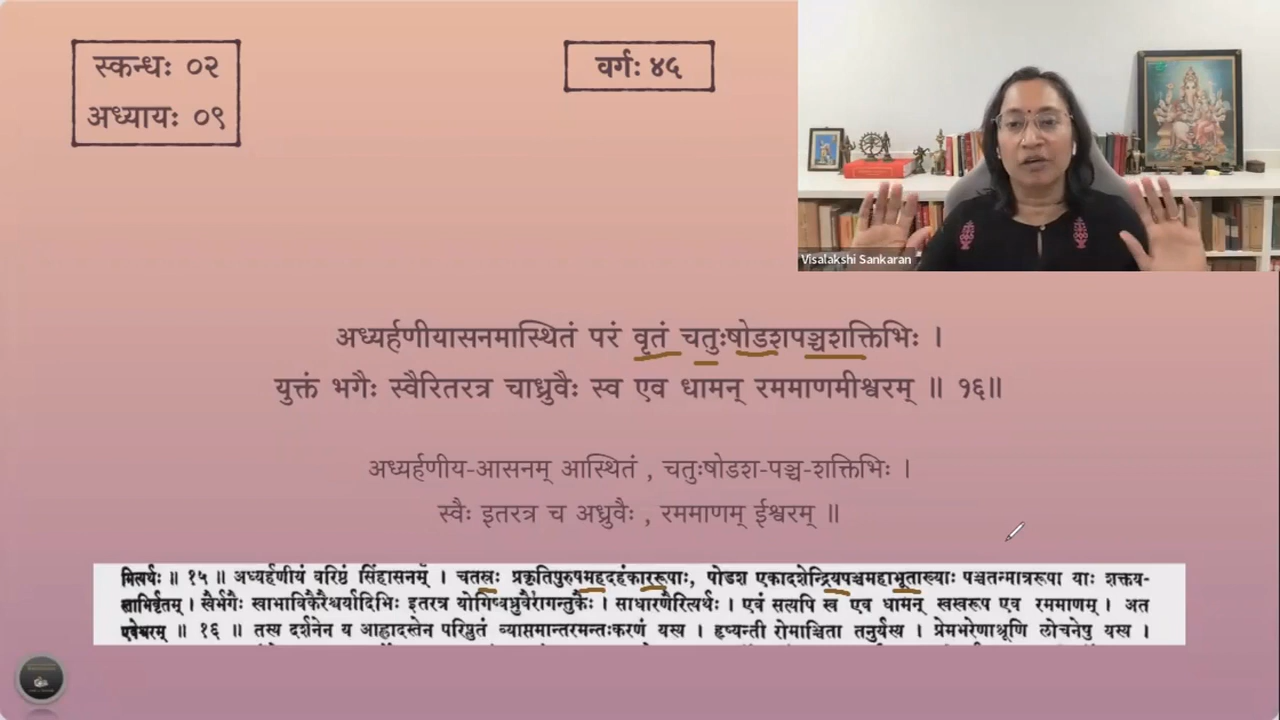 स्कन्धः ०२
अध्यायः ०९
वर्गः ४५
Visalakshi Sankaran
अध्यर्हणीयासनमास्थितं परं वृतं चतुःषोडशपञ्चशक्तिभिः ।
युक्तं भगैः स्वैरितरत्र चाध्रुवैः स्व एव धामन् रममाणमीश्वरम् ॥ १६॥
अध्यर्हणीय-आसनम् आस्थितं , चतुःषोडश-पञ्च-शक्तिभिः ।
स्वैः इतरत्र च अध्रुवैः , रममाणम् ईश्वरम् ॥
मित्यर्थः ॥ १५ ॥ अध्यर्हणीयं वरिष्ठं सिंहासनम् । चतस्रः प्रकृतिपुरुषमहदहंकाररूपाः, षोडश एकादशेन्द्रियपञ्चमहाभूताख्याः पञ्चतन्मात्ररूपा याः शक्तय-
स्ताभिर्वृतम् । स्वैर्भगैः स्वाभाविकैरैश्वर्यादिभिः इतरत्र योगिष्वध्रुवैरागन्तुकैः । साधारणैरित्यर्थः । एवं सत्यपि स्व एव धामन् स्वस्वरूप एव रममाणम् । अत
एवेश्वरम् ॥ १६ ॥ तस्य दर्शनेन य आह्लादस्तेन परिप्लुतं व्याप्तमान्तरमन्तःकरणं यस्य । हृष्यन्ती रोमाञ्चिता तनुर्यस्य । प्रेमभरेणाश्रूणि लोचनेषु यस्य ।